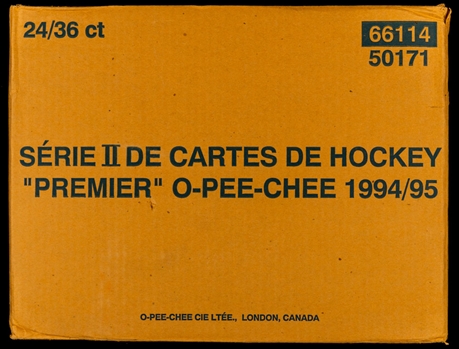 24/36 ct
66114
50171
SÉRIE II DE CARTES DE HOCKEY
"PREMIER" O-PEE-CHEE 1994/95
O-PEE-CHEE CIE LTÉE., LONDON, CANADA